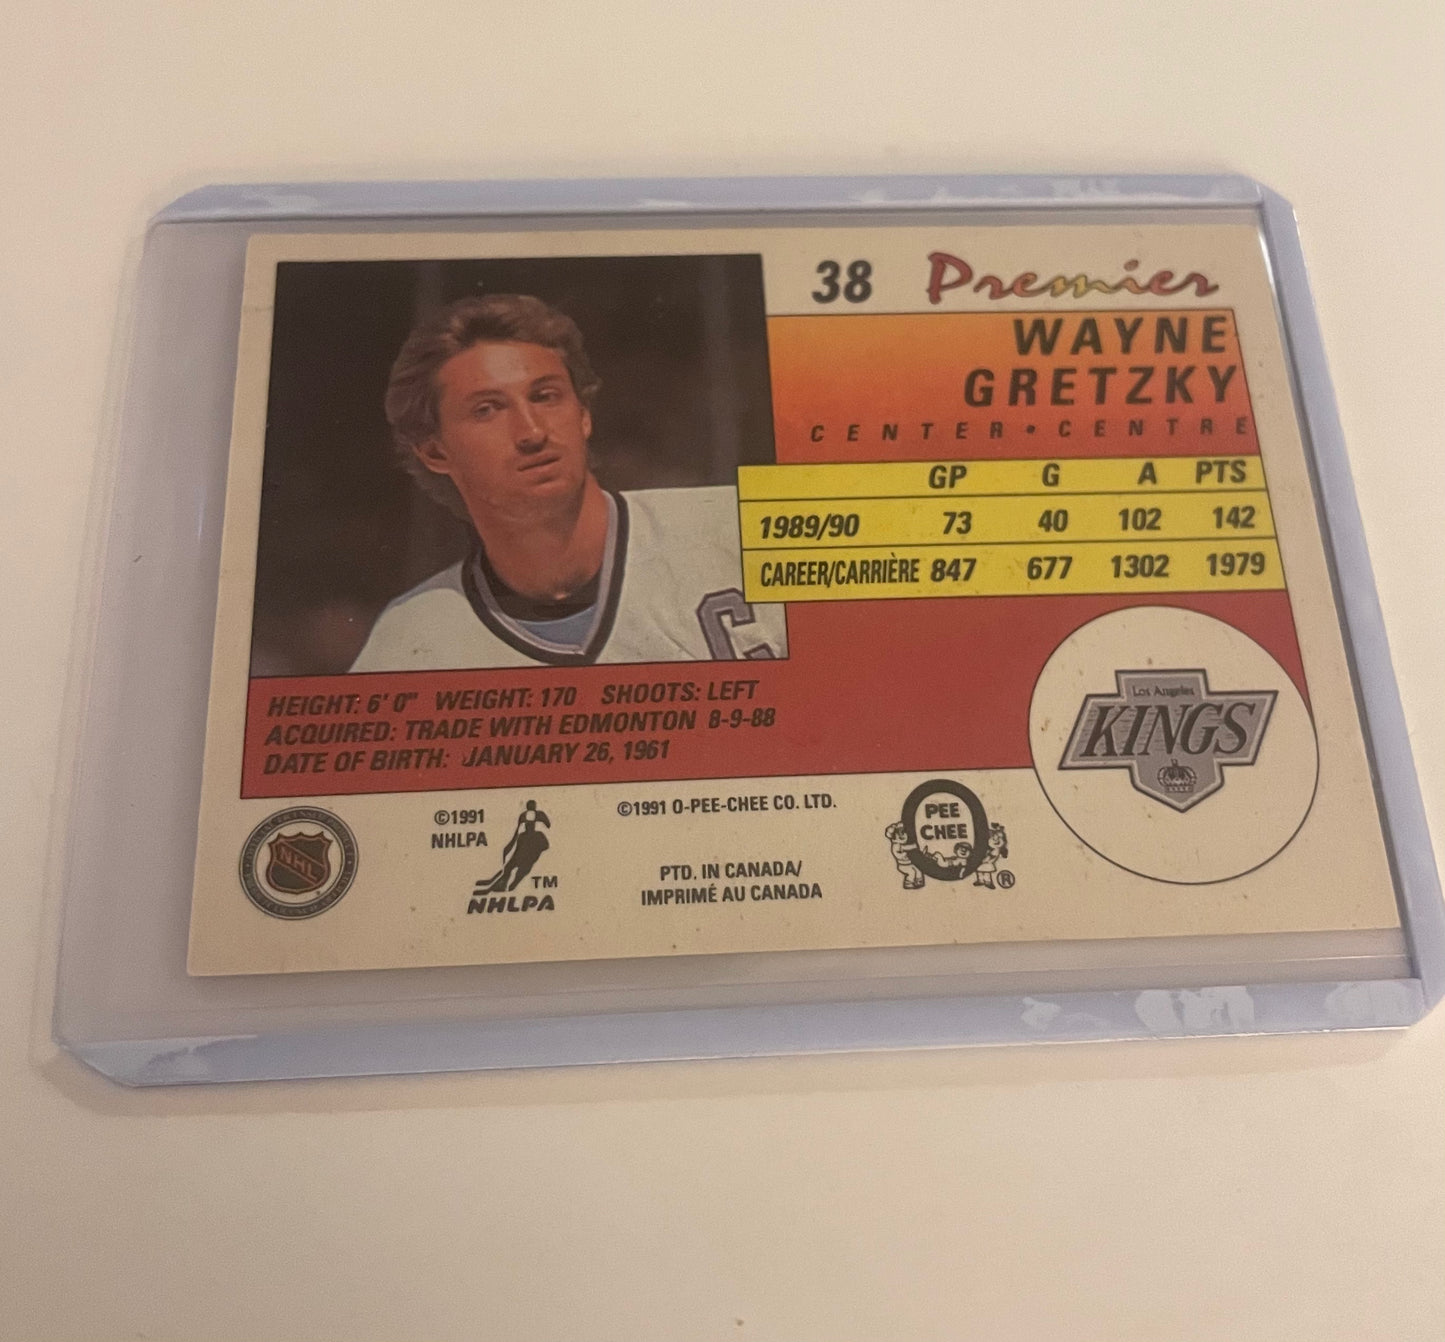 38 Premier
WAYNE
GRETZKY
CENTER • CENTRE
GP G A PTS
1989/90 73 40 102 142
CAREER/CARRIÈRE 847 677 1302 1979
C
HEIGHT: 6' 0" WEIGHT: 170 SHOOTS: LEFT
ACQUIRED: TRADE WITH EDMONTON 8-9-88
DATE OF BIRTH: JANUARY 26, 1961
Los Angeles
KINGS
NHL
©1991
NHLPA
TM
NHLPA
©1991 O-PEE-CHEE CO. LTD.
PTD. IN CANADA/
IMPRIMÉ AU CANADA
O
PEE
CHEE
®